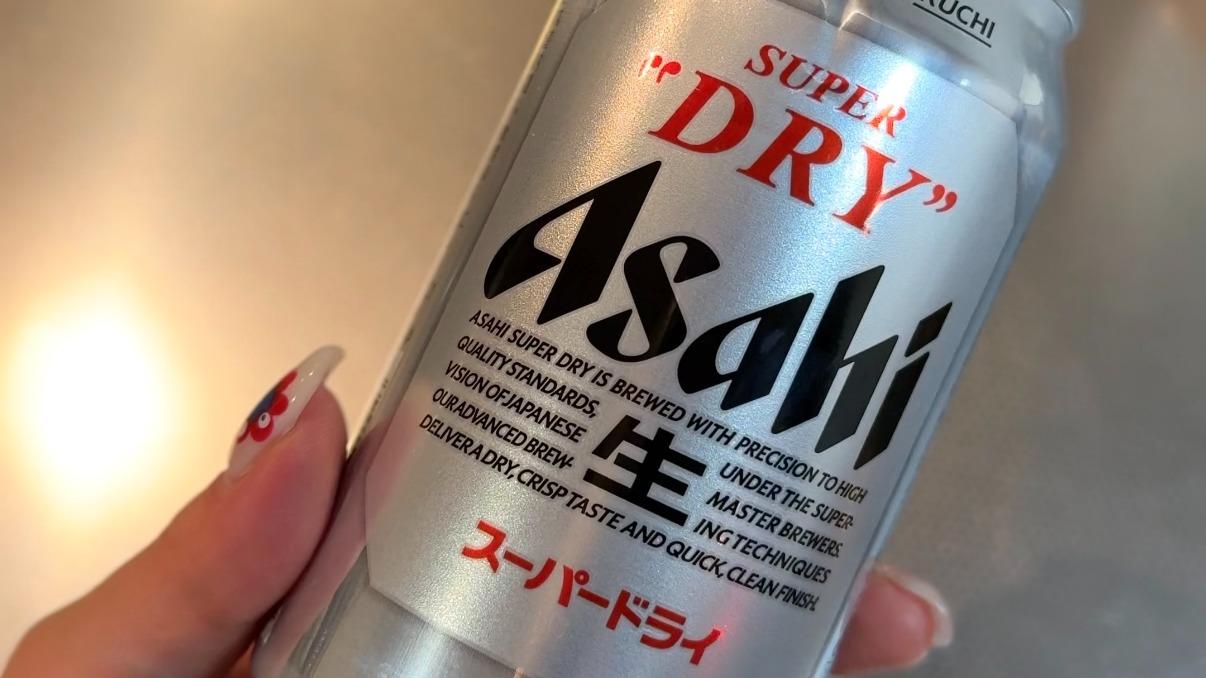 SUPER
"DRY"
Asahi
ASAHI SUPER DRY IS BREWED WITH PRECISION TO HIGH
QUALITY STANDARDS, UNDER THE SUPER-
VISION OF JAPANESE MASTER BREWERS.
OUR ADVANCED BREW- ING TECHNIQUES
DELIVER A DRY, CRISP TASTE AND QUICK, CLEAN FINISH.
生
スーパードライ